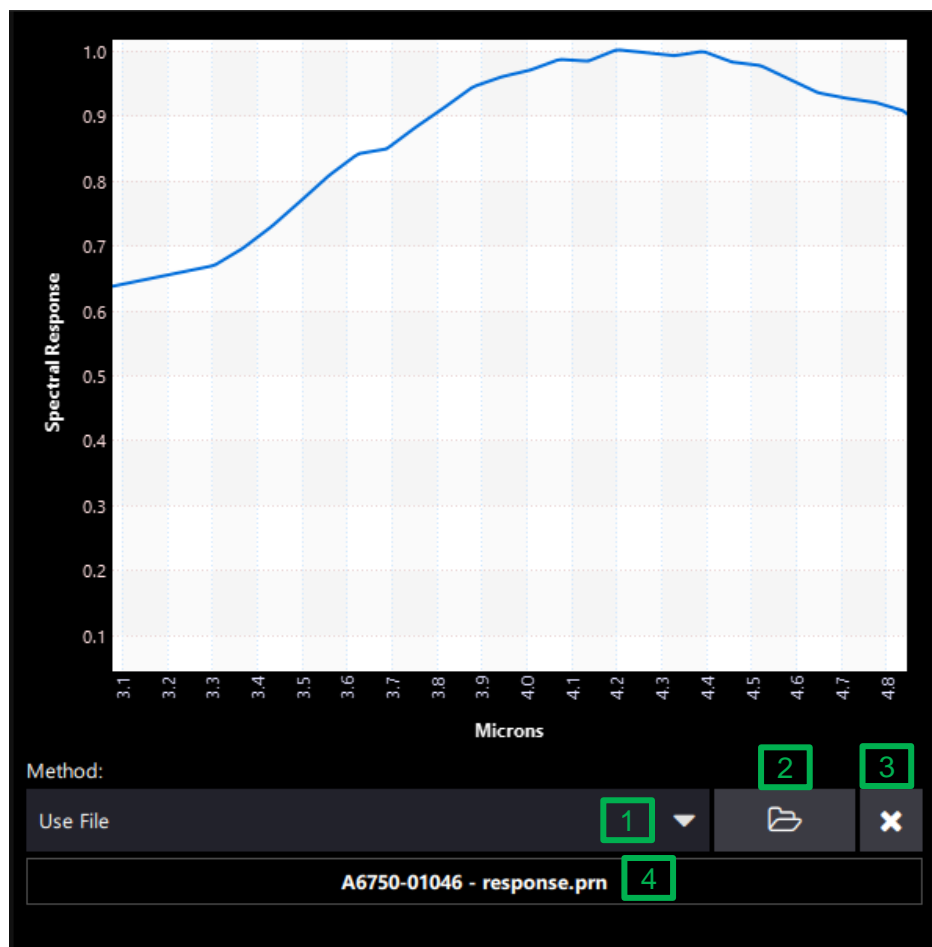 1.0
0.9
0.8
0.7
0.6
0.5
0.4
0.3
0.2
0.1
Spectral Response
3.1 3.2 3.3 3.4 3.5 3.6 3.7 3.8 3.9 4.0 4.1 4.2 4.3 4.4 4.5 4.6 4.7 4.8
Microns
Method:
2 3
Use File 1
A6750-01046 - response.prn 4